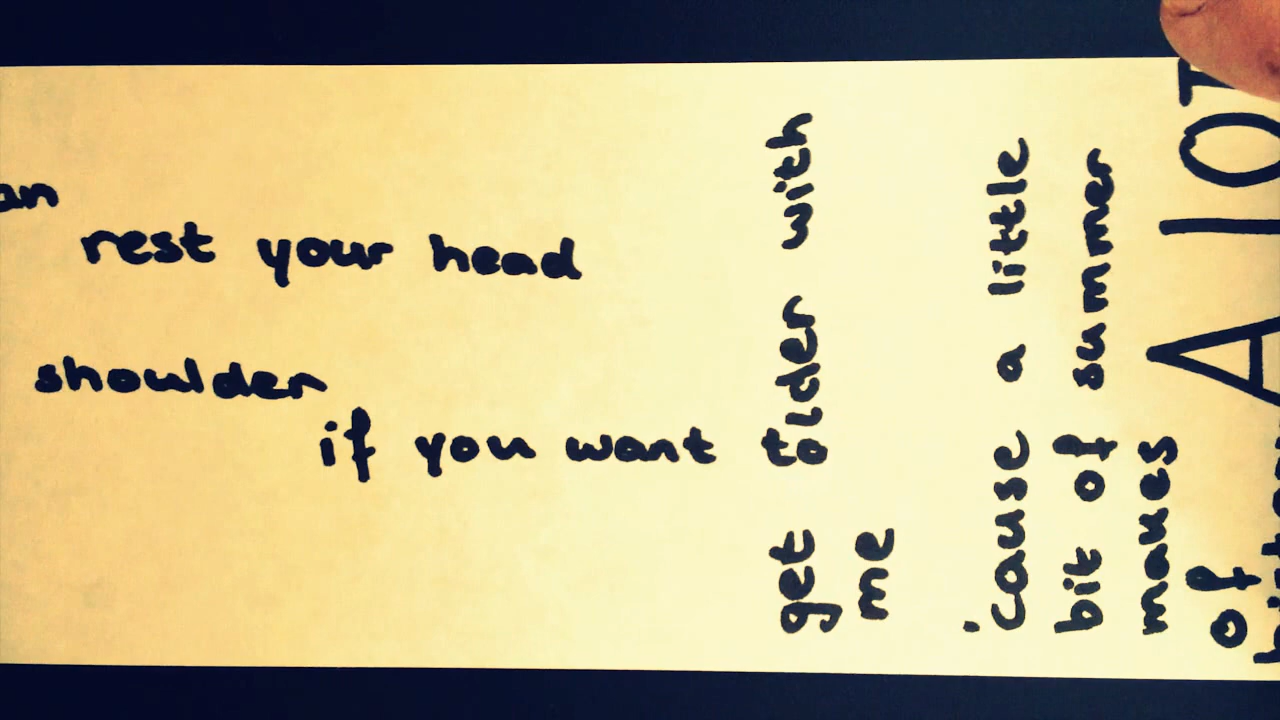 an
rest your head
shoulder
if you want to
get older with
me
'cause a little
bit of summer
makes
A lOT
of